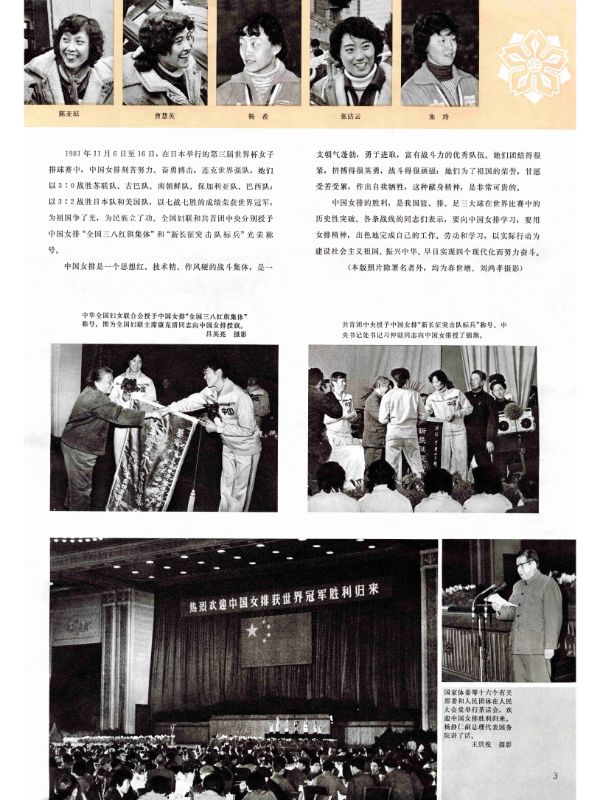 陈亚琼
曹慧英
杨 希
张洁云
朱 玲
1981年11月6日至16日，在日本举行的第三届世界杯女子
排球赛中，中国女排刻苦努力、奋勇搏击，连克世界强队。她们
以3:0战胜苏联队、古巴队、南朝鲜队、保加利亚队、巴西队；
以3:2战胜日本队和美国队，以七战七胜的成绩荣获世界冠军，
为祖国争了光，为民族立了功。全国妇联和共青团中央分别授予
中国女排“全国三八红旗集体”和“新长征突击队标兵”光荣称
号。
中国女排是一个思想红、技术精、作风硬的战斗集体，是一
支朝气蓬勃，勇于进取，富有战斗力的优秀队伍。她们团结得很
紧，拼搏得很英勇，战斗得很顽强；她们为了祖国的荣誉，甘愿
受苦受累，作出自我牺牲，这种献身精神，是非常可贵的。
中国女排的胜利，是我国篮、排、足三大球在世界比赛中的
历史性突破。各条战线的同志们表示，要向中国女排学习，要用
女排精神，出色地完成自己的工作、劳动和学习，以实际行动为
建设社会主义祖国、振兴中华、早日实现四个现代化而努力奋斗。
（本版照片除署名者外，均为春世增、刘鸿孝摄影）
中华全国妇女联合会授予中国女排“全国三八红旗集体”
称号。图为全国妇联主席康克清同志向中国女排授旗。
吕英亮 摄影
共青团中央授予中国女排“新长征突击队标兵”称号。中
央书记处书记习仲勋同志向中国女排授了锦旗。
中国
新长征突
热烈欢迎中国女排获世界冠军胜利归来
国家体委等十六个有关
部委和人民团体在人民
大会堂举行茶话会，欢
迎中国女排胜利归来。
杨静仁副总理代表国务
院讲了话。
王洪俊 摄影
3